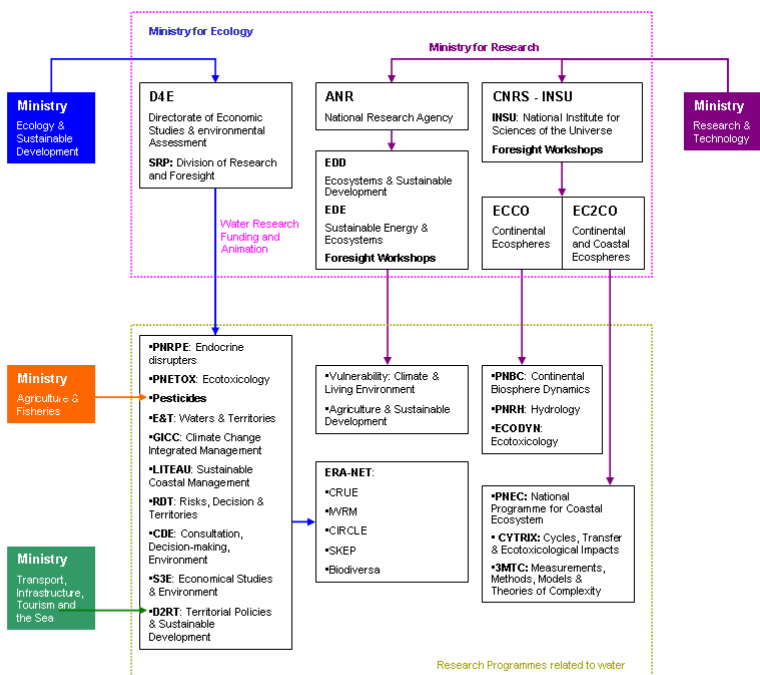 Ministry for Ecology
Ministry for Research
Ministry
Ecology &
Sustainable
Development
D4E
Directorate of Economic
Studies & environmental
Assessment
SRP: Division of Research
and Foresight
ANR
National Research Agency
CNRS - INSU
INSU: National Institute for
Sciences of the Universe
Foresight Workshops
Ministry
Research &
Technology
EDD
Ecosystems & Sustainable
Development
EDE
Sustainable Energy &
Ecosystems
Foresight Workshops
ECCO
Continental
Ecospheres
EC2CO
Continental
and Coastal
Ecospheres
Water Research
Funding and
Animation
Ministry
Agriculture &
Fisheries
Ministry
Transport,
Infrastructure,
Tourism and
the Sea
▪PNRPE: Endocrine
disrupters
▪PNETOX: Ecotoxicology
▪Pesticides
▪E&T: Waters & Territories
▪GICC: Climate Change
Integrated Management
▪LITEAU: Sustainable
Coastal Management
▪RDT: Risks, Decision &
Territories
▪CDE: Consultation,
Decision-making,
Environment
▪S3E: Economical Studies
& Environment
▪D2RT: Territorial Policies
& Sustainable
Development
▪Vulnerability: Climate &
Living Environment
▪Agriculture & Sustainable
Development
ERA-NET:
▪CRUE
▪IWRM
▪CIRCLE
▪SKEP
▪Biodiversa
▪PNBC: Continental
Biosphere Dynamics
▪PNRH: Hydrology
▪ECODYN:
Ecotoxicology
▪PNEC: National
Programme for Coastal
Ecosystem
▪ CYTRIX: Cycles, Transfer
& Ecotoxicological Impacts
▪3MTC: Measurements,
Methods, Models &
Theories of Complexity
Research Programmes related to water